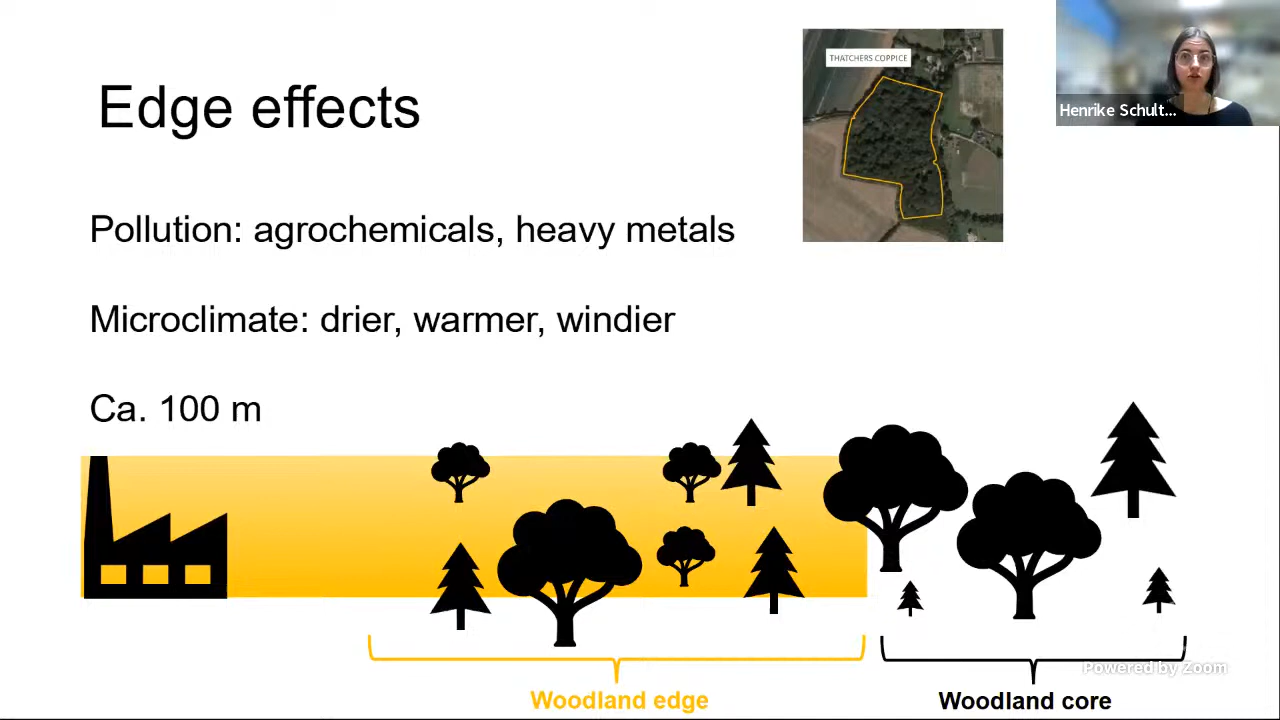 THATCHERS COPPICE
Henrike Schult...
Edge effects
Pollution: agrochemicals, heavy metals
Microclimate: drier, warmer, windier
Ca. 100 m
Powered by Zoom
Woodland edge
Woodland core